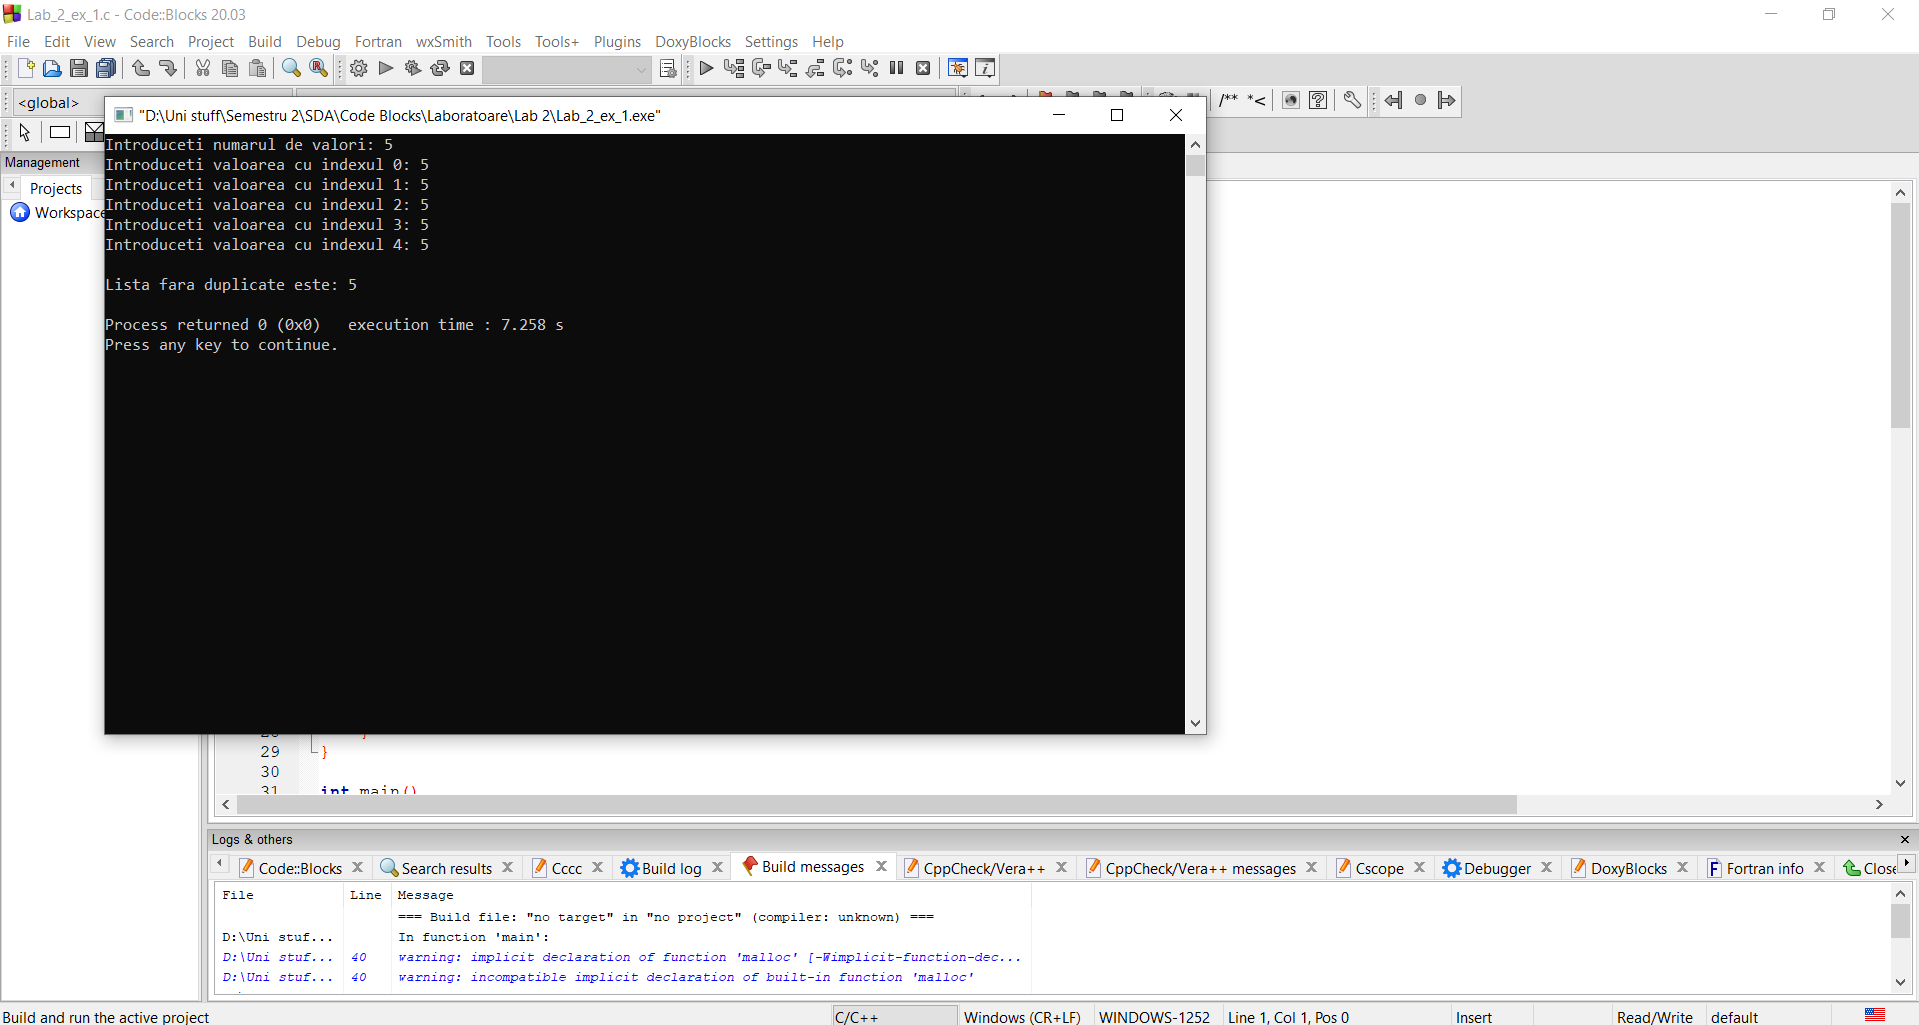 Lab_2_ex_1.c - Code::Blocks 20.03
File Edit View Search Project Build Debug Fortran wxSmith Tools Tools+ Plugins DoxyBlocks Settings Help
<global>
/** *<
"D:\Uni stuff\Semestru 2\SDA\Code Blocks\Laboratoare\Lab 2\Lab_2_ex_1.exe"
Management
Projects
Workspace
Introduceti numarul de valori: 5
Introduceti valoarea cu indexul 0: 5
Introduceti valoarea cu indexul 1: 5
Introduceti valoarea cu indexul 2: 5
Introduceti valoarea cu indexul 3: 5
Introduceti valoarea cu indexul 4: 5
Lista fara duplicate este: 5
Process returned 0 (0x0)   execution time : 7.258 s
Press any key to continue.
29 }
30
31 int main()
Logs & others
Code::Blocks Search results Cccc Build log Build messages CppCheck/Vera++ CppCheck/Vera++ messages Cscope Debugger DoxyBlocks Fortran info Close
File Line Message
=== Build file: "no target" in "no project" (compiler: unknown) ===
D:\Uni stuf... In function 'main':
D:\Uni stuf... 40 warning: implicit declaration of function 'malloc' [-Wimplicit-function-dec...
D:\Uni stuf... 40 warning: incompatible implicit declaration of built-in function 'malloc'
Build and run the active project C/C++ Windows (CR+LF) WINDOWS-1252 Line 1, Col 1, Pos 0 Insert Read/Write default